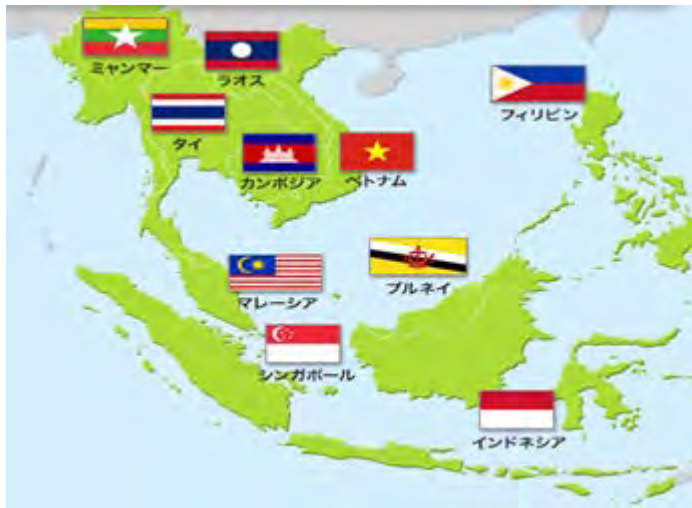 ミャンマー
ラオス
フィリピン
タイ
カンボジア
ベトナム
ブルネイ
マレーシア
シンガポール
インドネシア